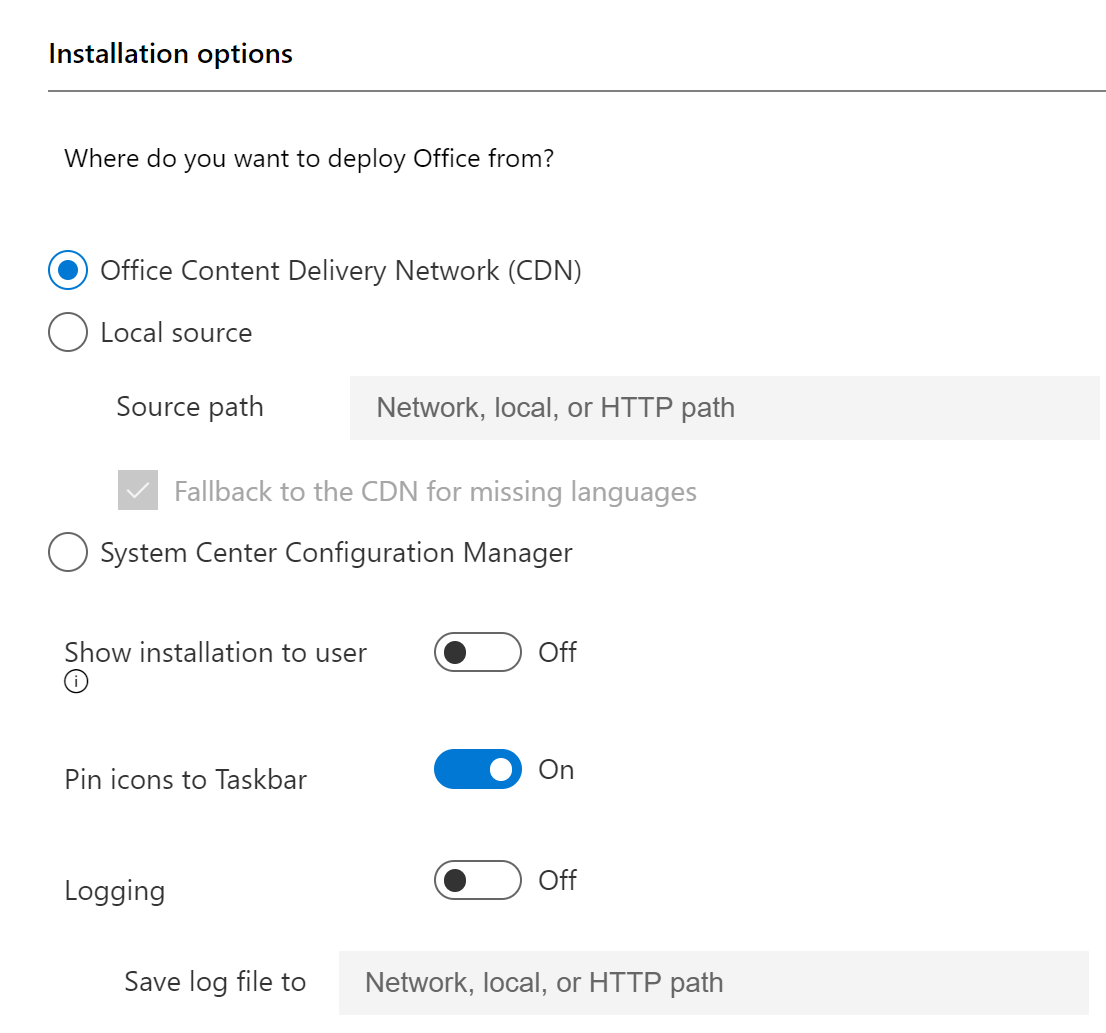 Installation options
Where do you want to deploy Office from?
Office Content Delivery Network (CDN)
Local source
Source path Network, local, or HTTP path
Fallback to the CDN for missing languages
System Center Configuration Manager
Show installation to user Off
Pin icons to Taskbar On
Logging Off
Save log file to Network, local, or HTTP path